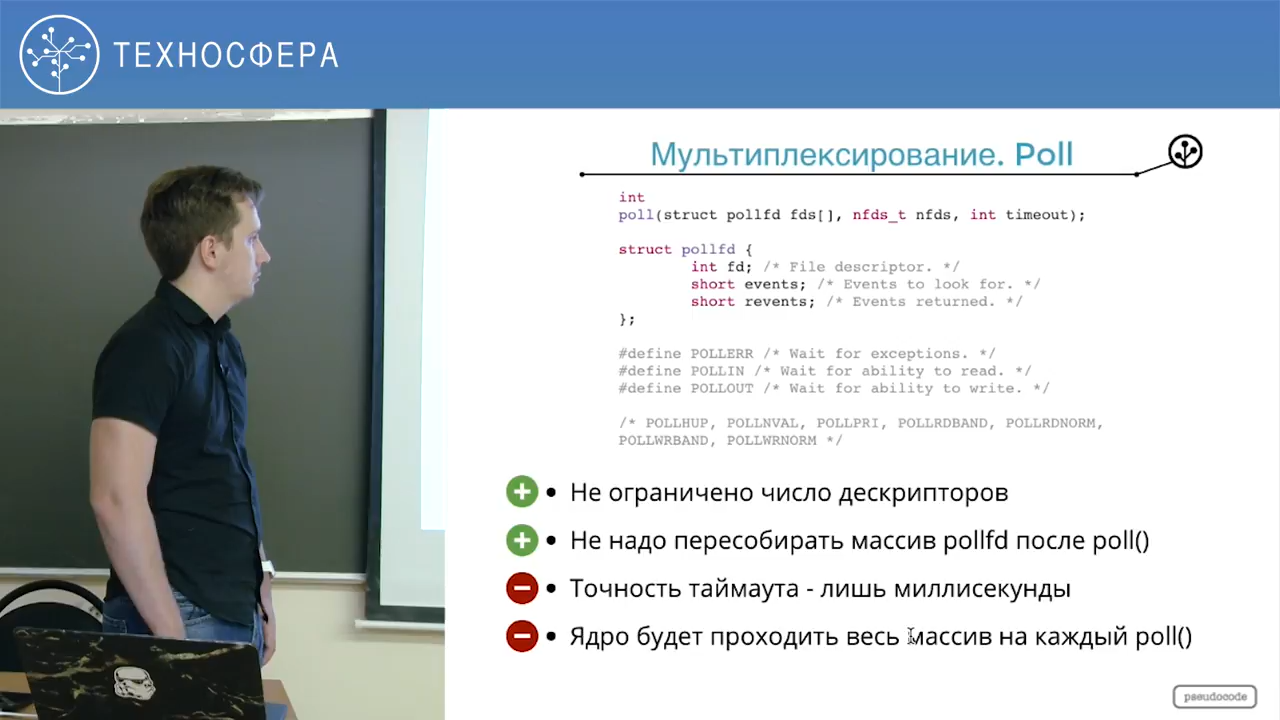 ТЕХНОСФЕРА
Мультиплексирование. Poll
int
poll(struct pollfd fds[], nfds_t nfds, int timeout);
struct pollfd {
int fd; /* File descriptor. */
short events; /* Events to look for. */
short revents; /* Events returned. */
};
#define POLLERR /* Wait for exceptions. */
#define POLLIN /* Wait for ability to read. */
#define POLLOUT /* Wait for ability to write. */
/* POLLHUP, POLLNVAL, POLLPRI, POLLRDBAND, POLLRDNORM,
POLLWRBAND, POLLWRNORM */
• Не ограничено число дескрипторов
• Не надо пересобирать массив pollfd после poll()
• Точность таймаута - лишь миллисекунды
• Ядро будет проходить весь массив на каждый poll()
pseudocode